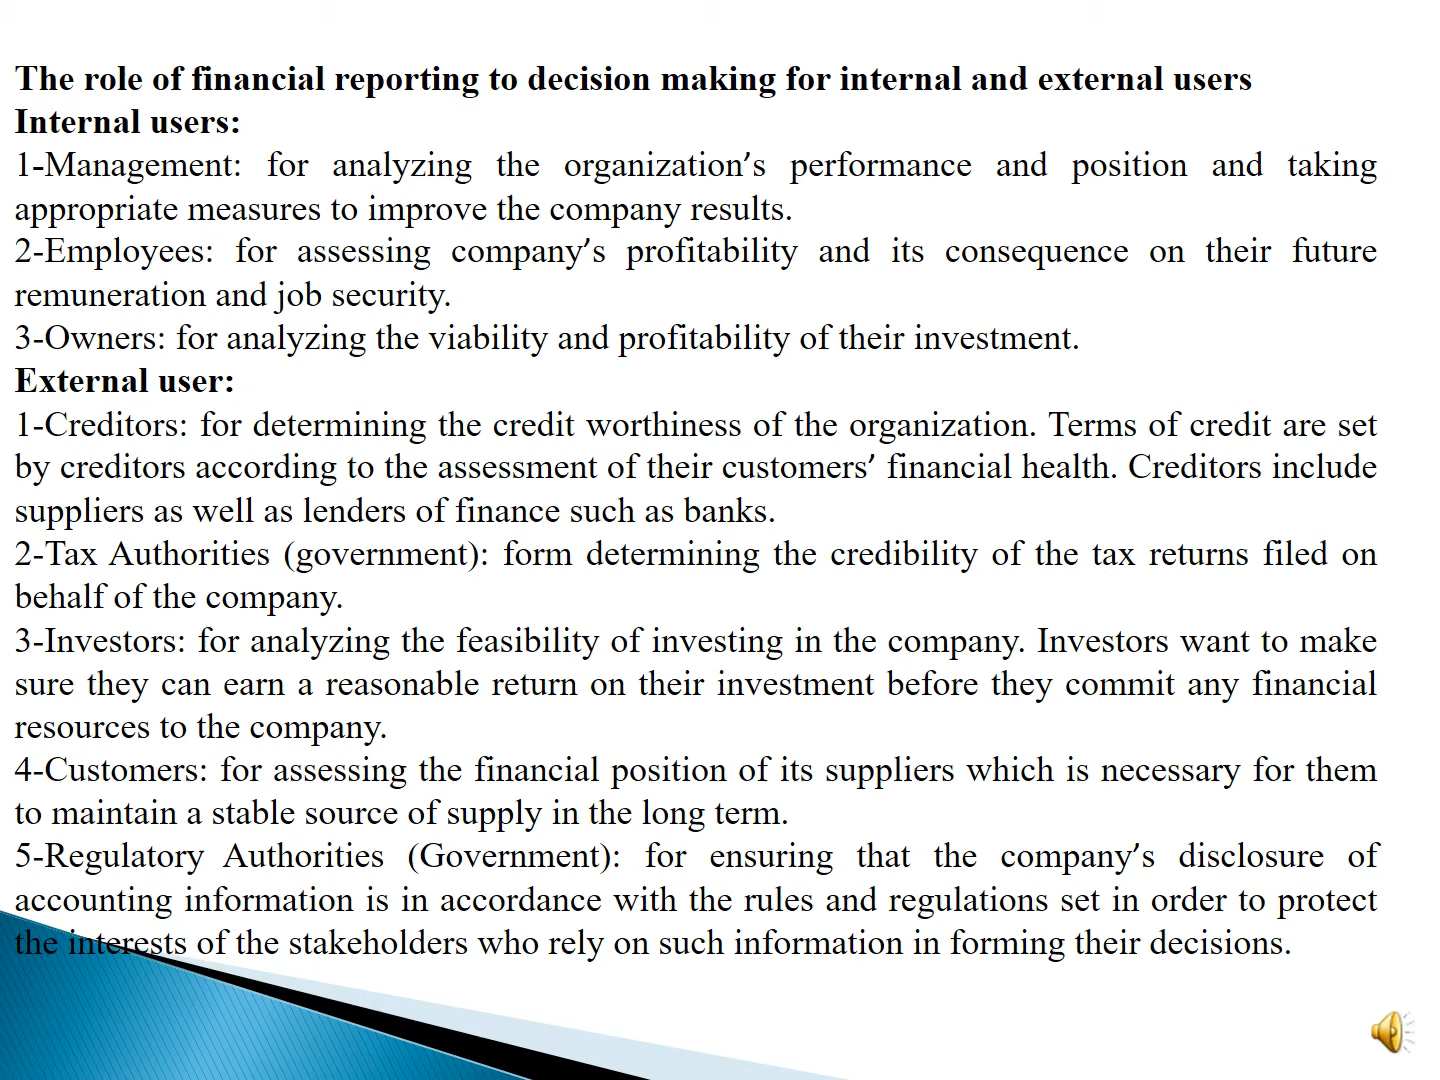 The role of financial reporting to decision making for internal and external users
Internal users:
1-Management: for analyzing the organization’s performance and position and taking
appropriate measures to improve the company results.
2-Employees: for assessing company’s profitability and its consequence on their future
remuneration and job security.
3-Owners: for analyzing the viability and profitability of their investment.
External user:
1-Creditors: for determining the credit worthiness of the organization. Terms of credit are set
by creditors according to the assessment of their customers’ financial health. Creditors include
suppliers as well as lenders of finance such as banks.
2-Tax Authorities (government): form determining the credibility of the tax returns filed on
behalf of the company.
3-Investors: for analyzing the feasibility of investing in the company. Investors want to make
sure they can earn a reasonable return on their investment before they commit any financial
resources to the company.
4-Customers: for assessing the financial position of its suppliers which is necessary for them
to maintain a stable source of supply in the long term.
5-Regulatory Authorities (Government): for ensuring that the company’s disclosure of
accounting information is in accordance with the rules and regulations set in order to protect
the interests of the stakeholders who rely on such information in forming their decisions.